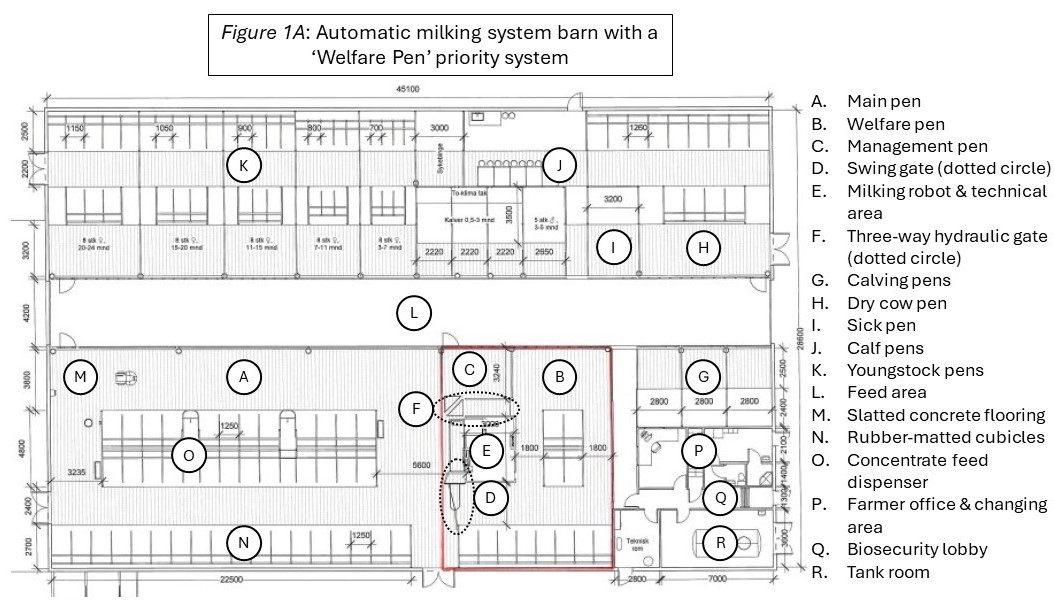 Figure 1A: Automatic milking system barn with a
'Welfare Pen' priority system
45100
A. Main pen
B. Welfare pen
C. Management pen
D. Swing gate (dotted circle)
E. Milking robot & technical
area
F. Three-way hydraulic gate
(dotted circle)
G. Calving pens
H. Dry cow pen
I. Sick pen
J. Calf pens
K. Youngstock pens
L. Feed area
M. Slatted concrete flooring
N. Rubber-matted cubicles
O. Concentrate feed
dispenser
P. Farmer office & changing
area
Q. Biosecurity lobby
R. Tank room
2500
1150 1050 900 800 700 3000 1260
2200
K J
Sykebinge
To-klima tak
Kalver 0,5-3 mnd
3500
5 stk ♂,
3-5 mnd
3200
8 stk ♀,
20-24 mnd
8 stk ♀,
15-20 mnd
8 stk ♀,
11-15 mnd
8 stk ♀,
7-11 mnd
8 stk ♀,
3-7 mnd
3200
I H
2220 2220 2220 2650
4200
L
28600
3800
M A C B G
3240
2500
F
2800 2800 2800
2400
4800
1250
O E P
3235 5600 1800 1800
2100
1400
D Q
2400
1300
2700
N R
1250
Teknisk
rom
3600
22500 2800 7000